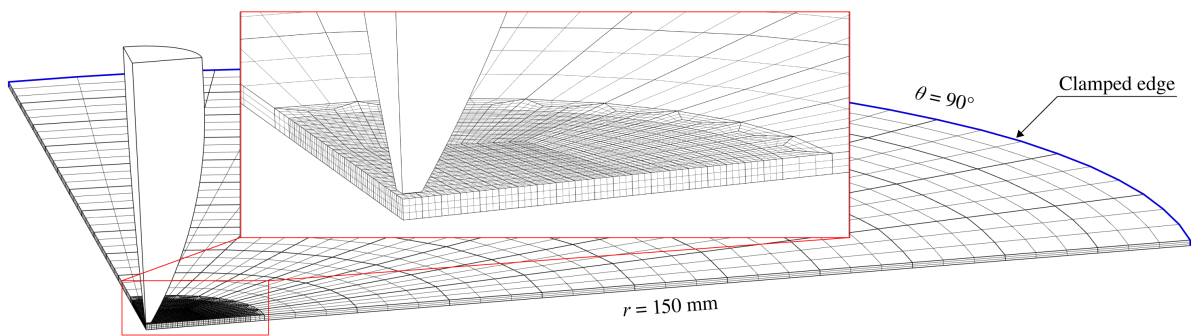 θ = 90°
Clamped edge
r = 150 mm